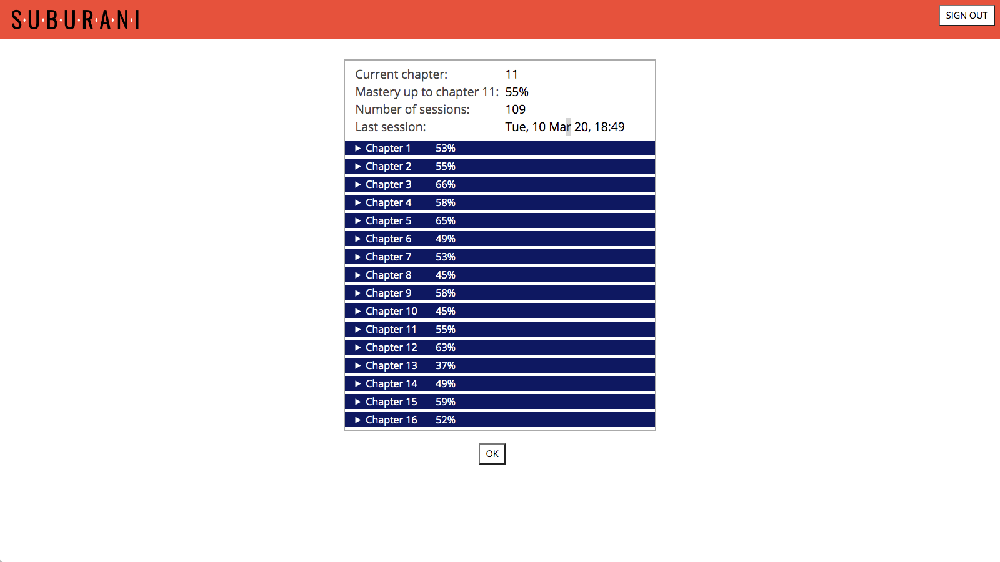 SUBURANI
SIGN OUT
Current chapter: 11
Mastery up to chapter 11: 55%
Number of sessions: 109
Last session: Tue, 10 Mar 20, 18:49
Chapter 1 53%
Chapter 2 55%
Chapter 3 66%
Chapter 4 58%
Chapter 5 65%
Chapter 6 49%
Chapter 7 53%
Chapter 8 45%
Chapter 9 58%
Chapter 10 45%
Chapter 11 55%
Chapter 12 63%
Chapter 13 37%
Chapter 14 49%
Chapter 15 59%
Chapter 16 52%
OK